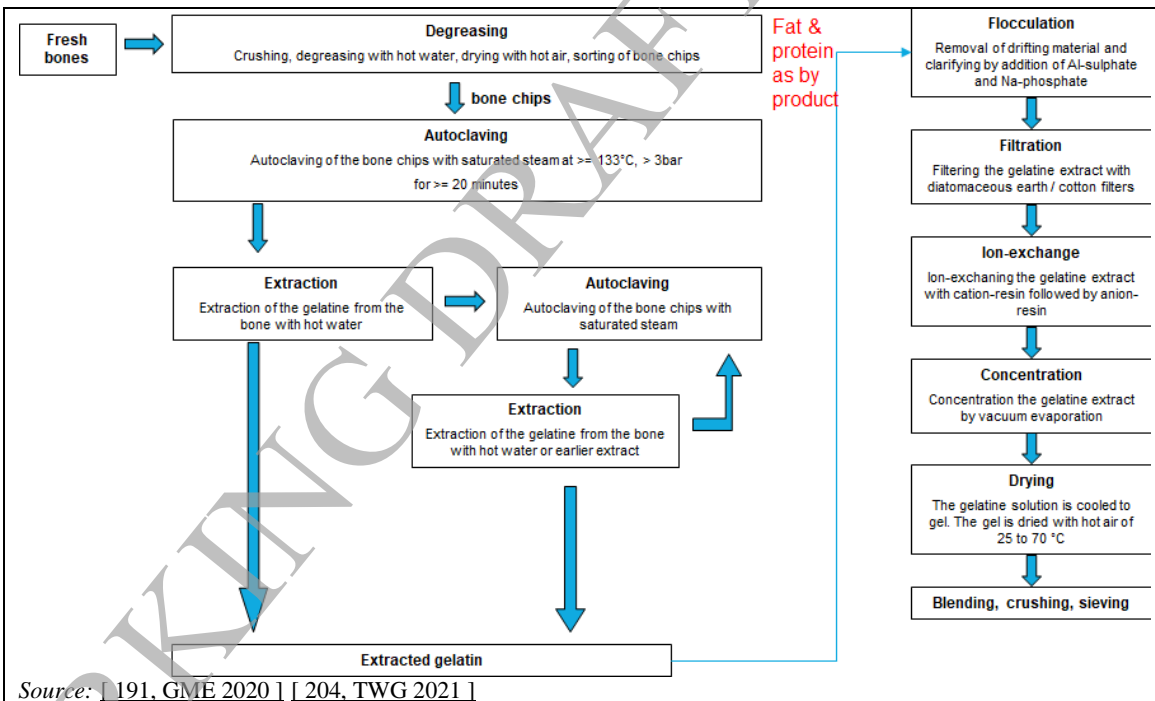 Fresh
bones
Degreasing
Crushing, degreasing with hot water, drying with hot air, sorting of bone chips
Fat &
protein
as by
product
bone chips
Autoclaving
Autoclaving of the bone chips with saturated steam at >= 133°C, > 3bar
for >= 20 minutes
Extraction
Extraction of the gelatine from the
bone with hot water
Autoclaving
Autoclaving of the bone chips with
saturated steam
Extraction
Extraction of the gelatine from the bone
with hot water or earlier extract
Extracted gelatin
Flocculation
Removal of drifting material and
clarifying by addition of Al-sulphate
and Na-phosphate
Filtration
Filtering the gelatine extract with
diatomaceous earth / cotton filters
Ion-exchange
Ion-exchaning the gelatine extract
with cation-resin followed by anion-
resin
Concentration
Concentration the gelatine extract
by vacuum evaporation
Drying
The gelatine solution is cooled to
gel. The gel is dried with hot air of
25 to 70 °C
Blending, crushing, sieving
Source: [ 191, GME 2020 ] [ 204, TWG 2021 ]